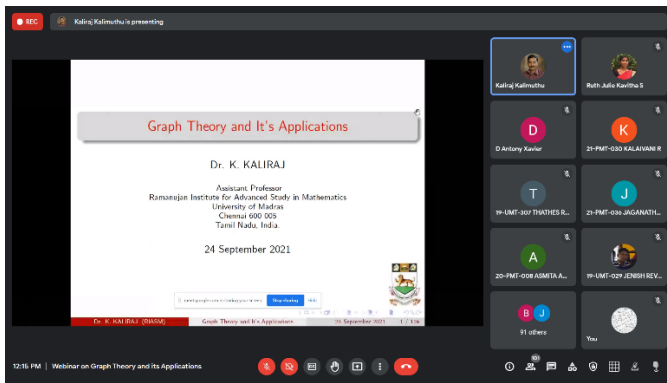 REC
Kaliraj Kalimuthu is presenting
Graph Theory and It's Applications
Dr. K. KALIRAJ
Assistant Professor
Ramanujan Institute for Advanced Study in Mathematics
University of Madras
Chennai 600 005
Tamil Nadu, India.
24 September 2021
Stop sharing
Hide
Dr. K. KALIRAJ (RIASM)
Graph Theory and It's Applications
24 September 2021
Kaliraj Kalimuthu
Ruth Julie Kavitha S
D
D Antony Xavier
K
21-PMT-030 KALAIVANI R
T
19-UMT-307 THATHES R...
J
21-PMT-036 JAGANATH...
A
20-PMT-008 ASMITA A...
19-UMT-029 JENISH REV...
B
J
91 others
You
12:15 PM | Webinar on Graph Theory and its Applications
101